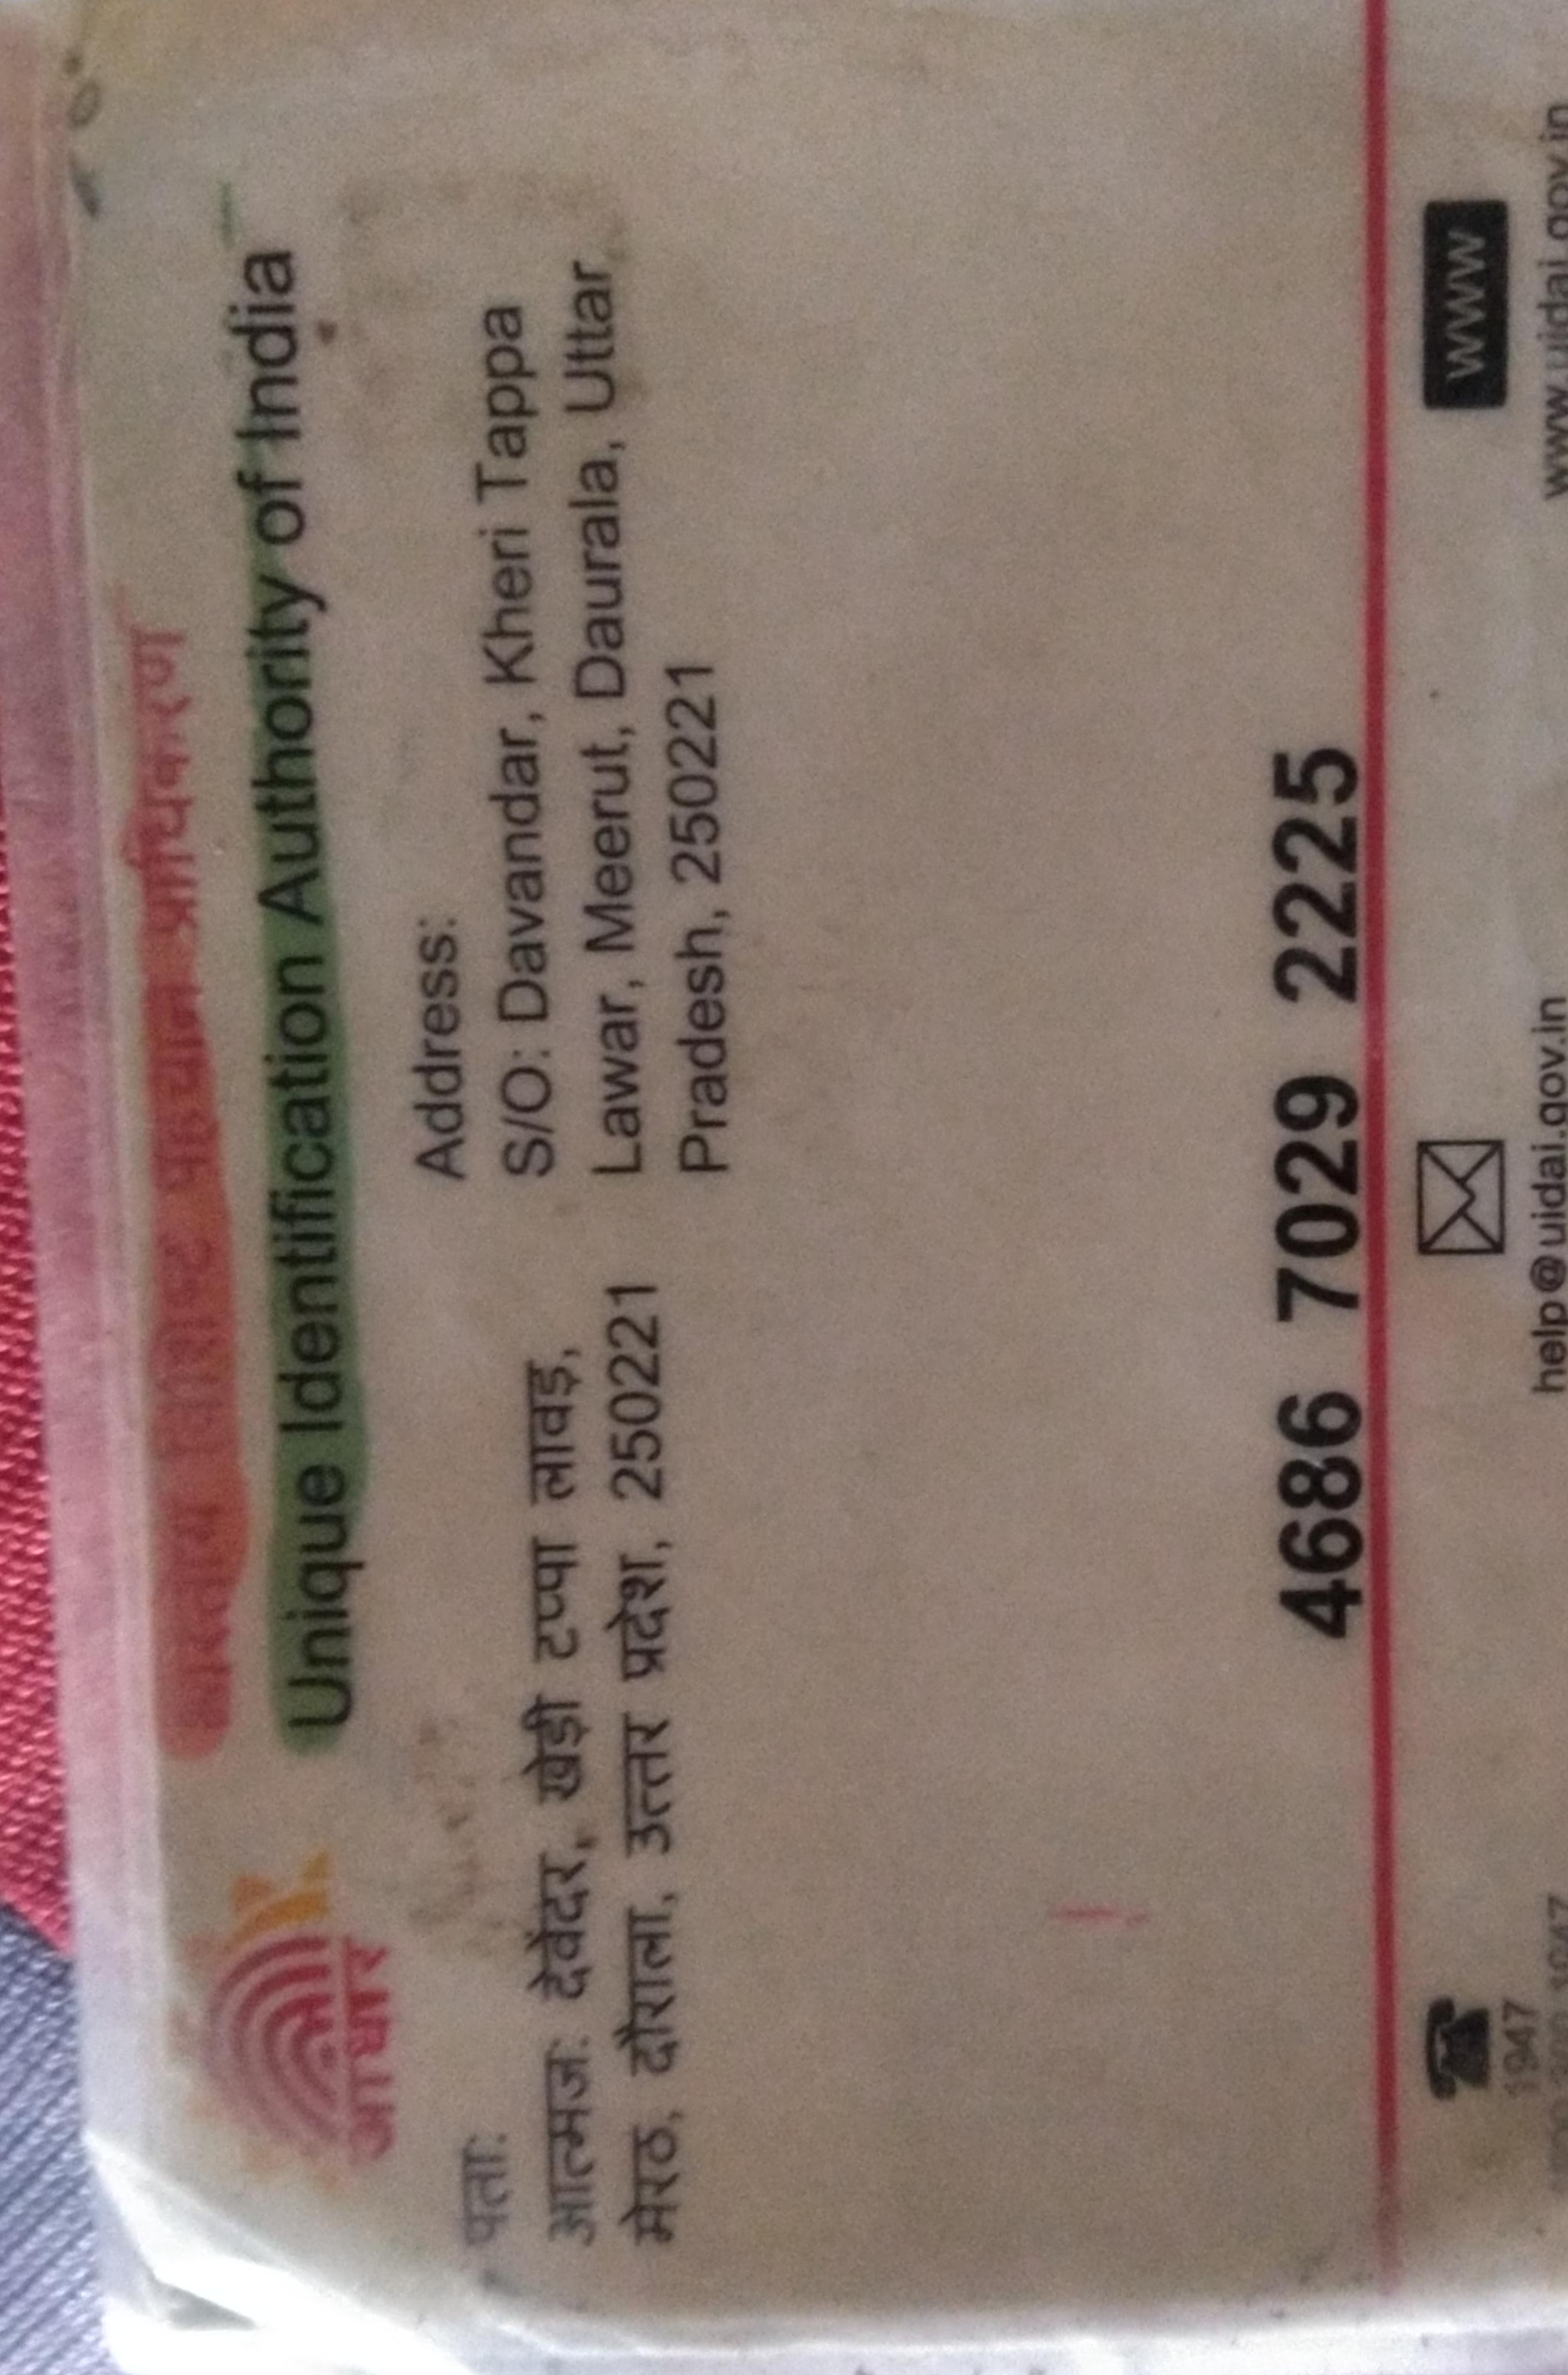 भारतीय विशिष्ट पहचान प्राधिकरण
Unique Identification Authority of India
आधार
पता:
आत्मज: देवेंदर, खेड़ी टप्पा लावड़,
मेरठ, दौराला, उत्तर प्रदेश, 250221
Address:
S/O: Davandar, Kheri Tappa
Lawar, Meerut, Daurala, Uttar
Pradesh, 250221
4686 7029 2225
1947
help@uidai.gov.in
WWW
www.uidai.gov.in